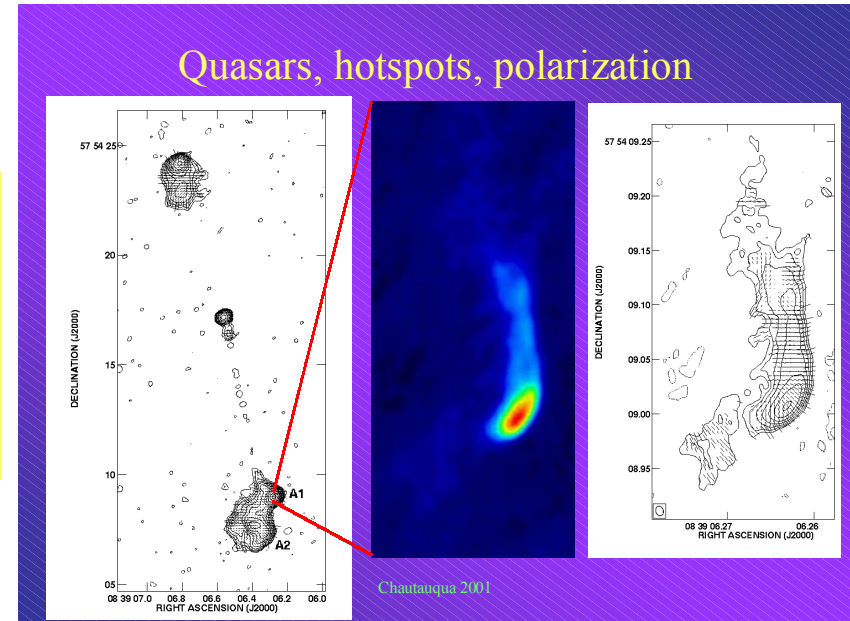 Quasars, hotspots, polarization
57 54 25
20
15
10
05
DECLINATION (J2000)
A1
A2
08 39 07.0 06.8 06.6 06.4 06.2 06.0
RIGHT ASCENSION (J2000)
57 54 09.25
09.20
09.15
09.10
09.05
09.00
08.95
DECLINATION (J2000)
08 39 06.27 06.26
RIGHT ASCENSION (J2000)
Chautauqua 2001